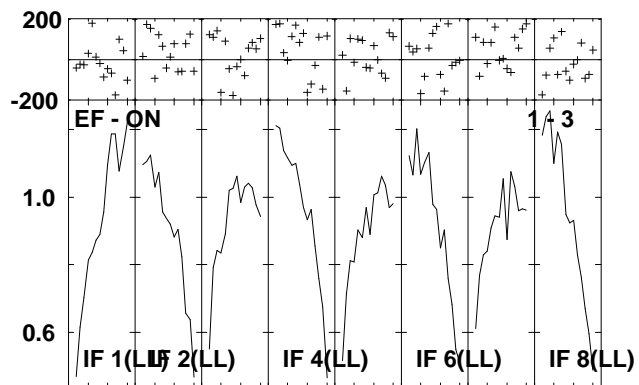 200
-200
EF - ON 1 - 3
1.0
0.6
IF 1(LL) IF 2(LL) IF 4(LL) IF 6(LL) IF 8(LL)